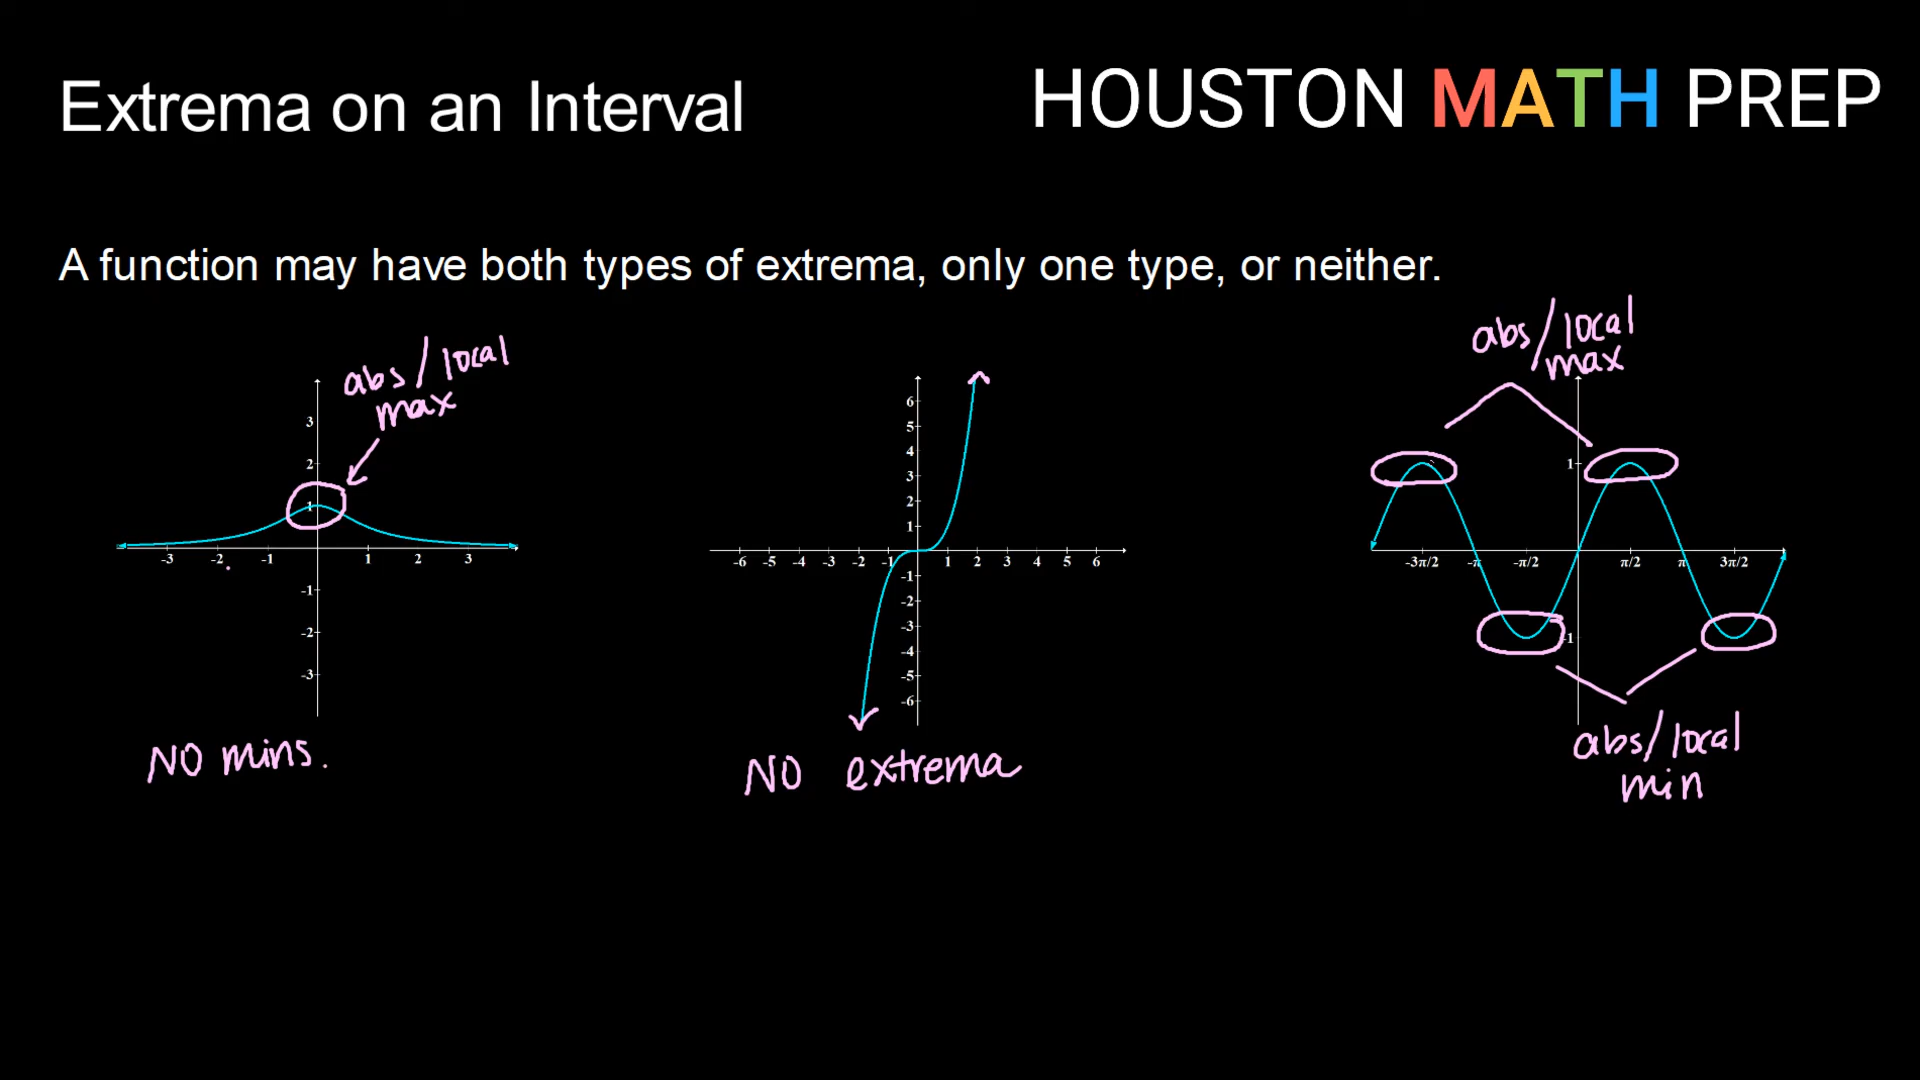 Extrema on an Interval
HOUSTON MATH PREP
A function may have both types of extrema, only one type, or neither.
abs/local
max
3
2
1
-3 -2 -1 1 2 3
-1
-2
-3
NO mins.
6
5
4
3
2
1
-6 -5 -4 -3 -2 -1 1 2 3 4 5 6
-1
-2
-3
-4
-5
-6
NO extrema
abs/local
max
1
-3π/2 -π -π/2 π/2 π 3π/2
-1
abs/local
min